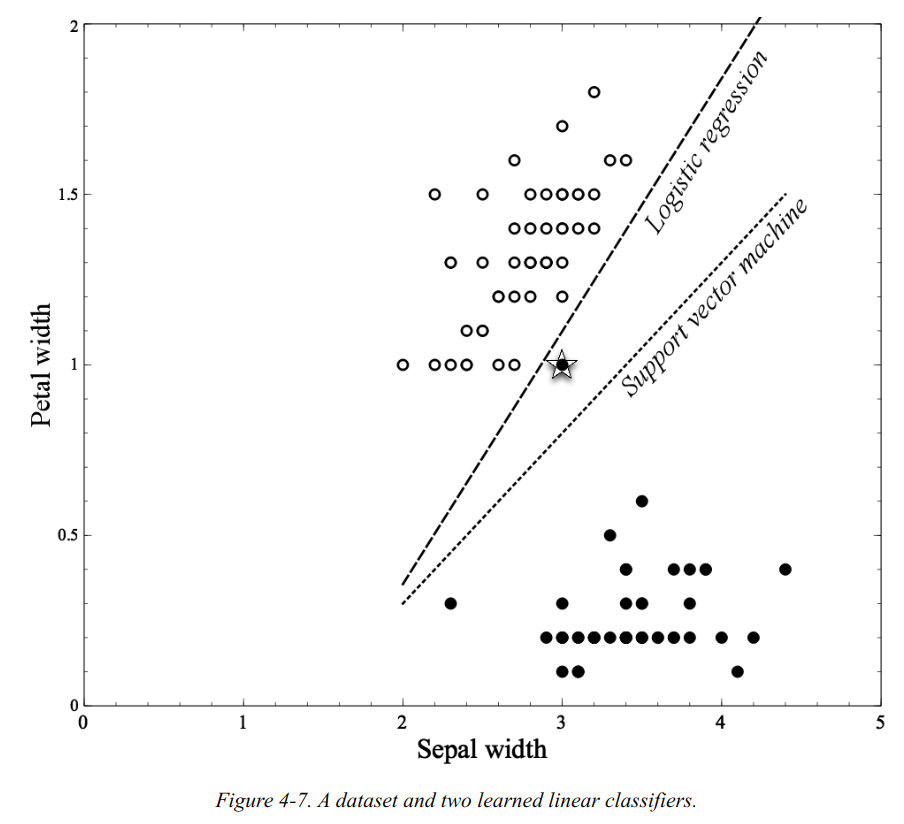 2
1.5
1
0.5
0
Petal width
Logistic regression
Support vector machine
0 1 2 3 4 5
Sepal width
Figure 4-7. A dataset and two learned linear classifiers.